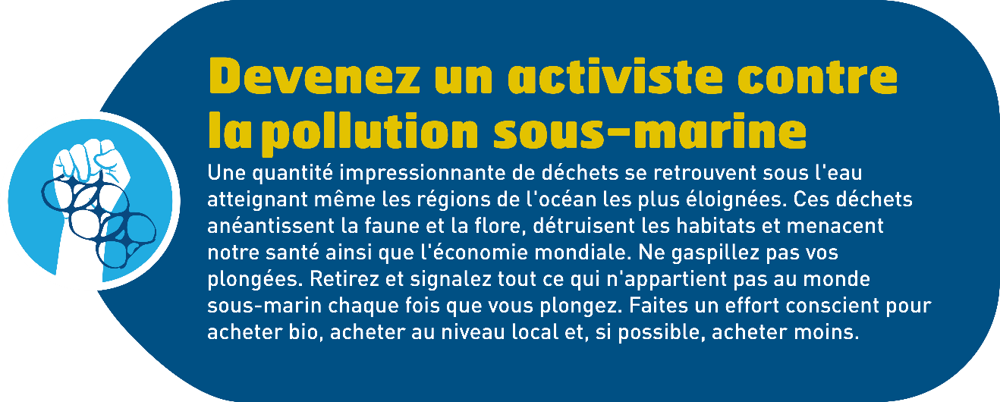 Devenez un activiste contre
la pollution sous-marine
Une quantité impressionnante de déchets se retrouvent sous l'eau
atteignant même les régions de l'océan les plus éloignées. Ces déchets
anéantissent la faune et la flore, détruisent les habitats et menacent
notre santé ainsi que l'économie mondiale. Ne gaspillez pas vos
plongées. Retirez et signalez tout ce qui n'appartient pas au monde
sous-marin chaque fois que vous plongez. Faites un effort conscient pour
acheter bio, acheter au niveau local et, si possible, acheter moins.